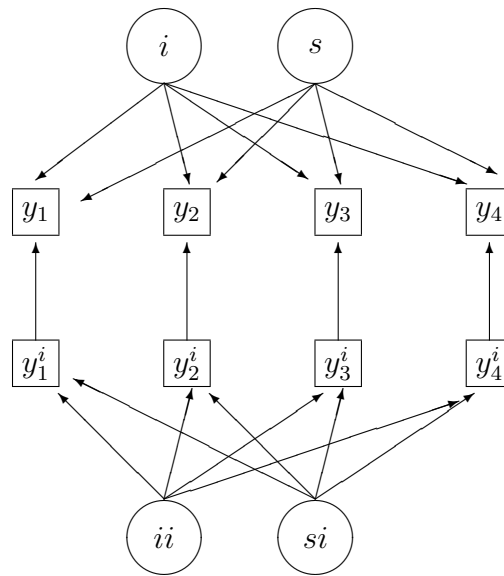 i s
y₁ y₂ y₃ y₄
y₁ⁱ y₂ⁱ y₃ⁱ y₄ⁱ
ii si